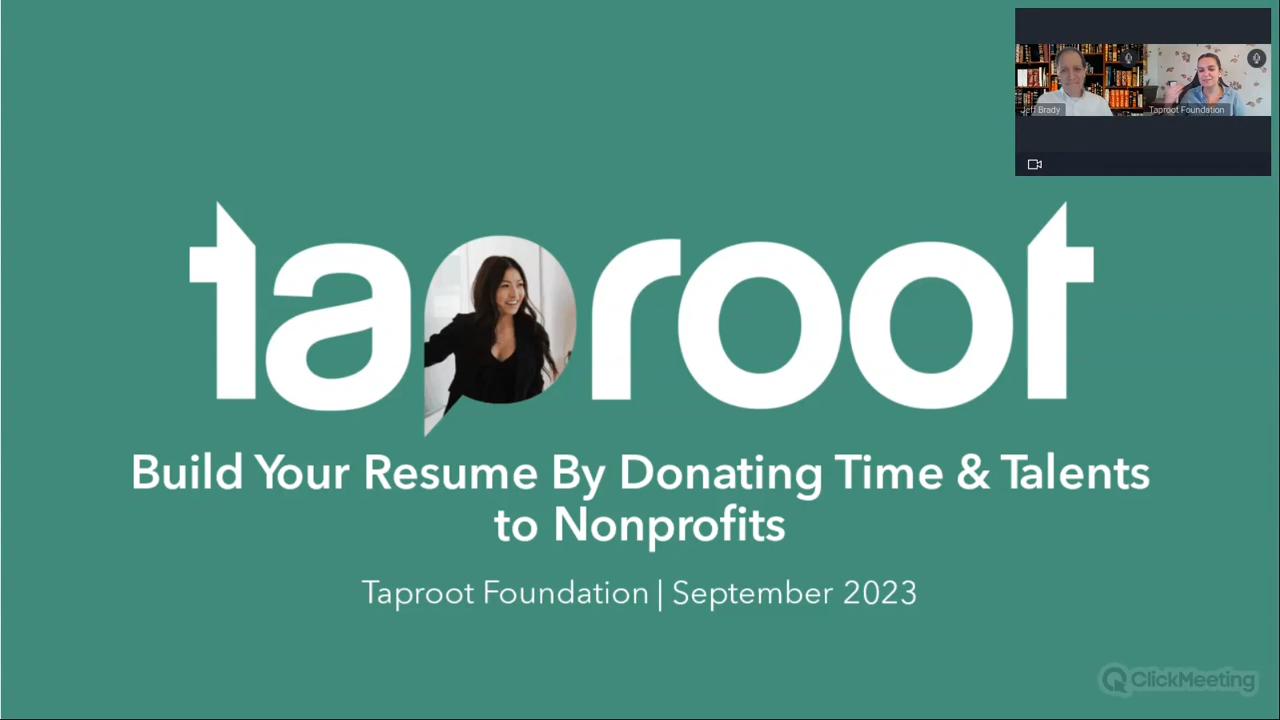 Jeff Brady
Taproot Foundation
taproot
Build Your Resume By Donating Time & Talents
to Nonprofits
Taproot Foundation | September 2023
ClickMeeting